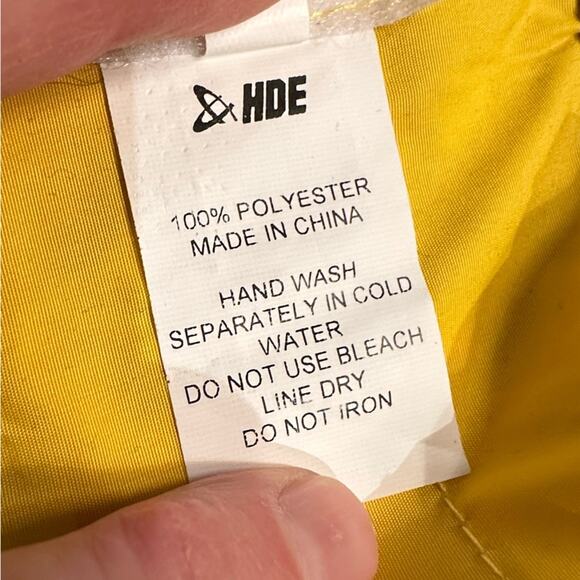 HDE
100% POLYESTER
MADE IN CHINA
HAND WASH
SEPARATELY IN COLD
WATER
DO NOT USE BLEACH
LINE DRY
DO NOT IRON